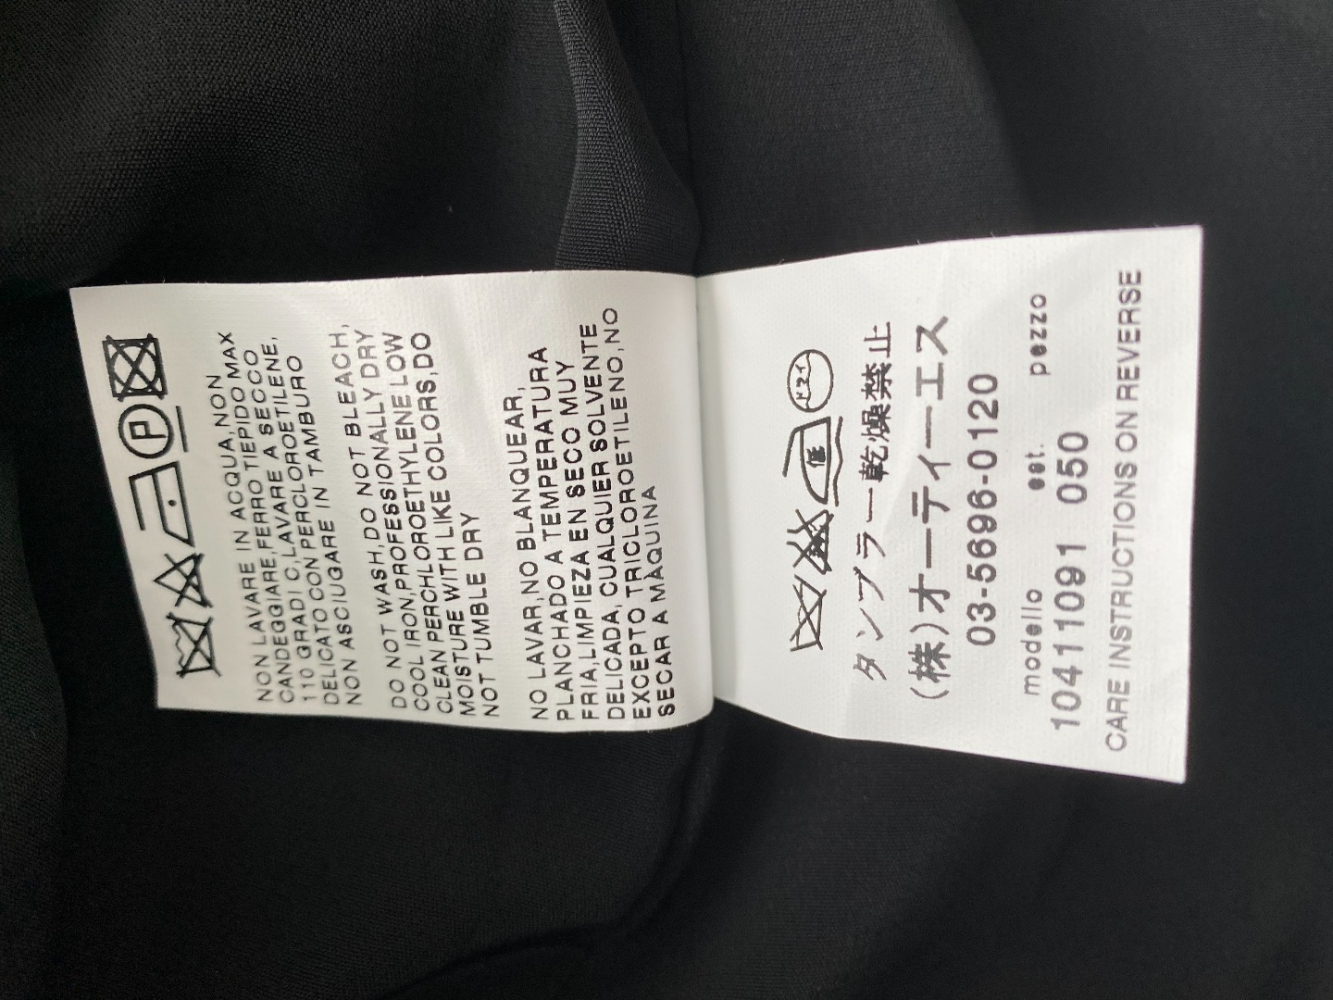 P
NON LAVARE IN ACQUA,NON
CANDEGGIARE,FERRO TIEPIDO MAX
110 GRADI C,LAVARE A SECCO
DELICATO CON PERCLOROETILENE,
NON ASCIUGARE IN TAMBURO
DO NOT WASH,DO NOT BLEACH,
COOL IRON,PROFESSIONALLY DRY
CLEAN PERCHLOROETHYLENE LOW
MOISTURE WITH LIKE COLORS,DO
NOT TUMBLE DRY
NO LAVAR,NO BLANQUEAR,
PLANCHADO A TEMPERATURA
FRIA,LIMPIEZA EN SECO MUY
DELICADA, CUALQUIER SOLVENTE
EXCEPTO TRICLOROETILENO,NO
SECAR A MAQUINA
低 ドライ
タンブラー乾燥禁止
(株)オーティーエス
03-5696-0120
modello est. pezzo
10411091 050
CARE INSTRUCTIONS ON REVERSE